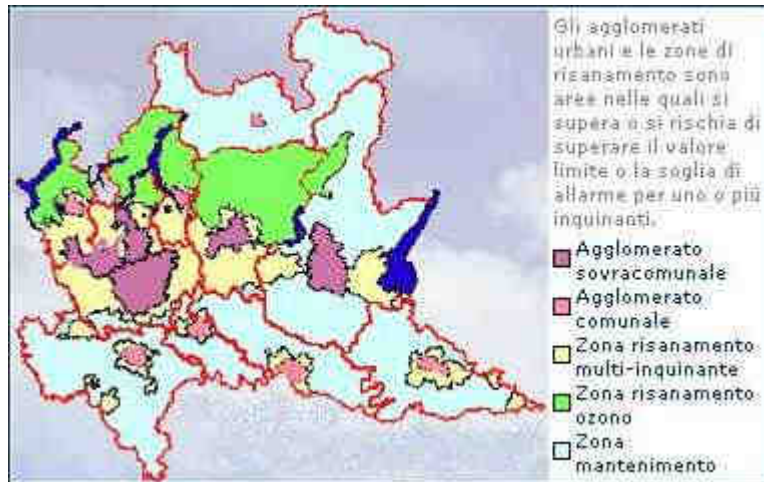 Gli agglomerati
urbani e le zone di
risanamento sono
aree nelle quali si
supera o si rischia di
superare il valore
limite o la soglia di
allarme per uno o più
inquinanti.
Agglomerato
sovracomunale
Agglomerato
comunale
Zona risanamento
multi-inquinante
Zona risanamento
ozono
Zona
mantenimento